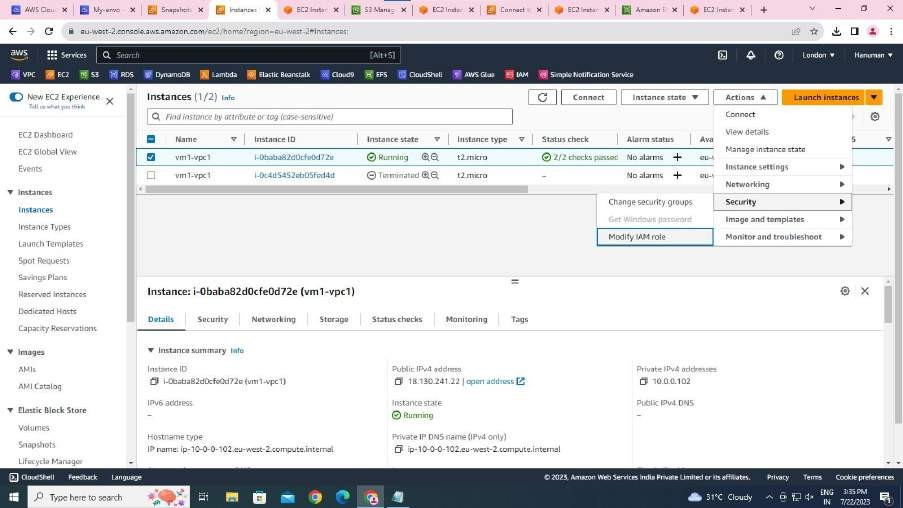 AWS Clou
My-envo
Snapshots
Instances
EC2 Instan
S3 Manag
EC2 Instan
Connect t
EC2 Instan
Amazon E
EC2 Instan
eu-west-2.console.aws.amazon.com/ec2/home?region=eu-west-2#Instances:
aws Services Search [Alt+S] London Hanuman
VPC EC2 S3 RDS DynamoDB Lambda Elastic Beanstalk Cloud9 EFS CloudShell AWS Glue IAM Simple Notification Service
New EC2 Experience
Tell us what you think
EC2 Dashboard
EC2 Global View
Events
Instances
Instances
Instance Types
Launch Templates
Spot Requests
Savings Plans
Reserved Instances
Dedicated Hosts
Capacity Reservations
Images
AMIs
AMI Catalog
Elastic Block Store
Volumes
Snapshots
Lifecycle Manager
Instances (1/2) Info
Connect Instance state Actions Launch instances
Find instance by attribute or tag (case-sensitive)
Name Instance ID Instance state Instance type Status check Alarm status Ava
vm1-vpc1 i-0baba82d0cfe0d72e Running t2.micro 2/2 checks passed No alarms + eu-v
vm1-vpc1 i-0c4d5452eb05fed4d Terminated t2.micro – No alarms + eu-v
Connect
View details
Manage instance state
Instance settings
Networking
Security
Image and templates
Monitor and troubleshoot
Change security groups
Get Windows password
Modify IAM role
Instance: i-0baba82d0cfe0d72e (vm1-vpc1)
Details Security Networking Storage Status checks Monitoring Tags
Instance summary Info
Instance ID
i-0baba82d0cfe0d72e (vm1-vpc1)
IPv6 address
–
Hostname type
IP name: ip-10-0-0-102.eu-west-2.compute.internal
Public IPv4 address
18.130.241.22 | open address
Instance state
Running
Private IP DNS name (IPv4 only)
ip-10-0-0-102.eu-west-2.compute.internal
Private IPv4 addresses
10.0.0.102
Public IPv4 DNS
–
CloudShell Feedback Language © 2023, Amazon Web Services India Private Limited or its affiliates. Privacy Terms Cookie preferences
Type here to search 31°C Cloudy ENG IN 3:35 PM 7/22/2023